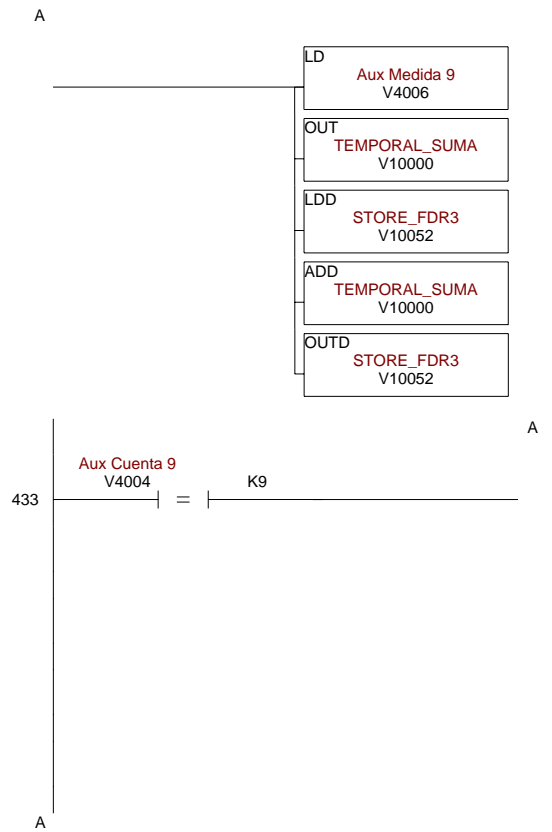 A
LD
Aux Medida 9
V4006
OUT
TEMPORAL_SUMA
V10000
LDD
STORE_FDR3
V10052
ADD
TEMPORAL_SUMA
V10000
OUTD
STORE_FDR3
V10052
A
Aux Cuenta 9
433 V4004 = K9
A